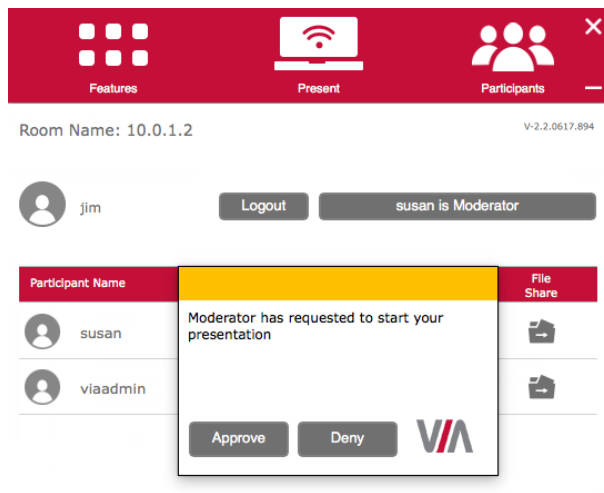 Features
Present
Participants
Room Name: 10.0.1.2
V-2.2.0617.894
jim
Logout
susan is Moderator
Participant Name
File
Share
Moderator has requested to start your
presentation
susan
viaadmin
Approve
Deny
VIA